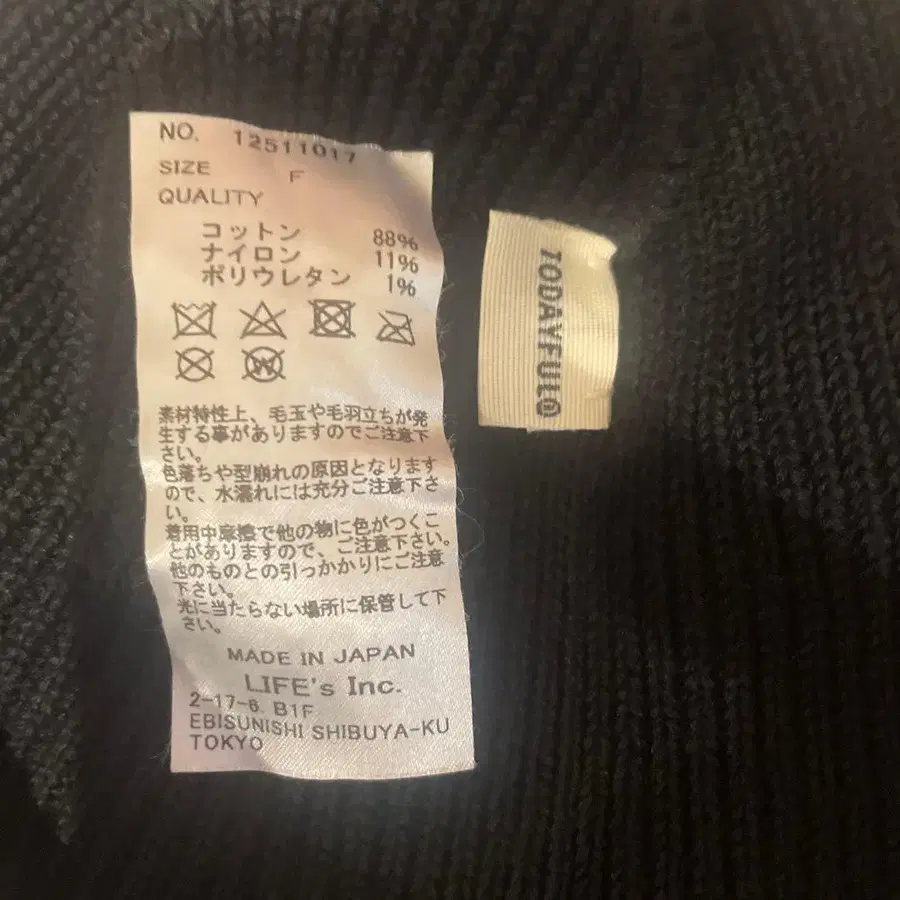 NO. 12511017
SIZE F
QUALITY
コットン 88%
ナイロン 11%
ポリウレタン 1%
W
素材特性上、毛玉や毛羽立ちが発
生する事がありますのでご注意下
さい。
色落ちや型崩れの原因となります
ので、水濡れには充分ご注意下さ
い。
着用中摩擦で他の物に色がつくこ
とがありますので、ご注意下さい。
他のものとの引っかかりにご注意
下さい。
光に当たらない場所に保管して下
さい。
MADE IN JAPAN
LIFE's Inc.
2-17-6. B1F
EBISUNISHI SHIBUYA-KU
TOKYO
TODAYFUL